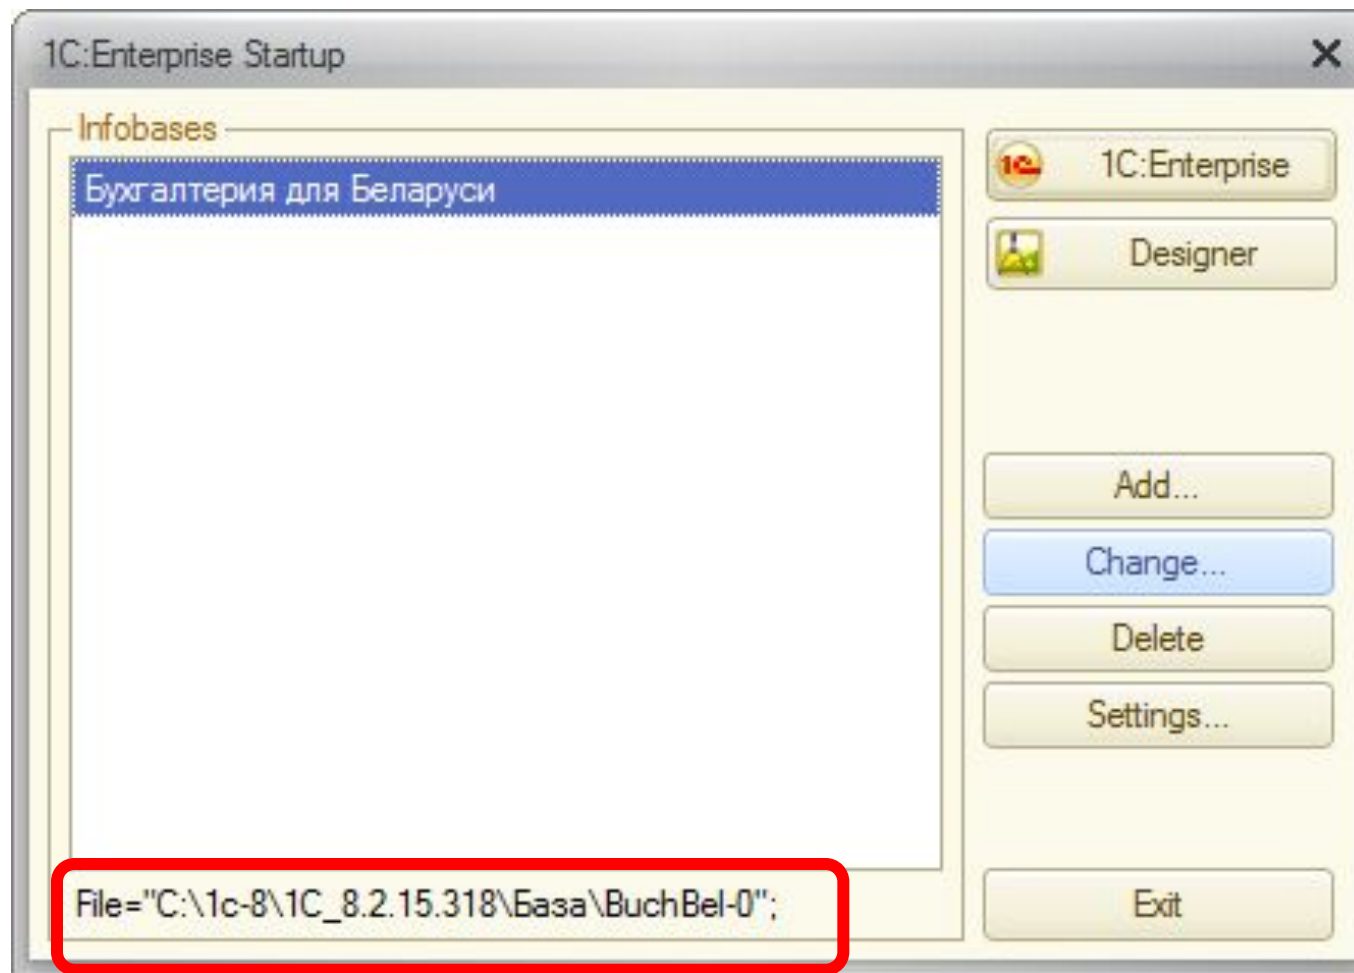 1C:Enterprise Startup
Infobases
Бухгалтерия для Беларуси
1C:Enterprise
Designer
Add...
Change...
Delete
Settings...
File="C:\1c-8\1C_8.2.15.318\База\BuchBel-0";
Exit